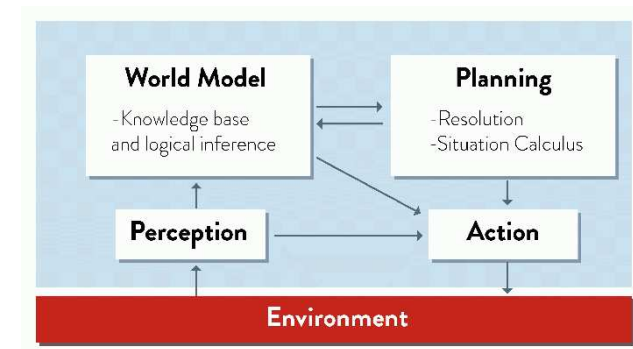 World Model
-Knowledge base
and logical inference
Planning
-Resolution
-Situation Calculus
Perception
Action
Environment